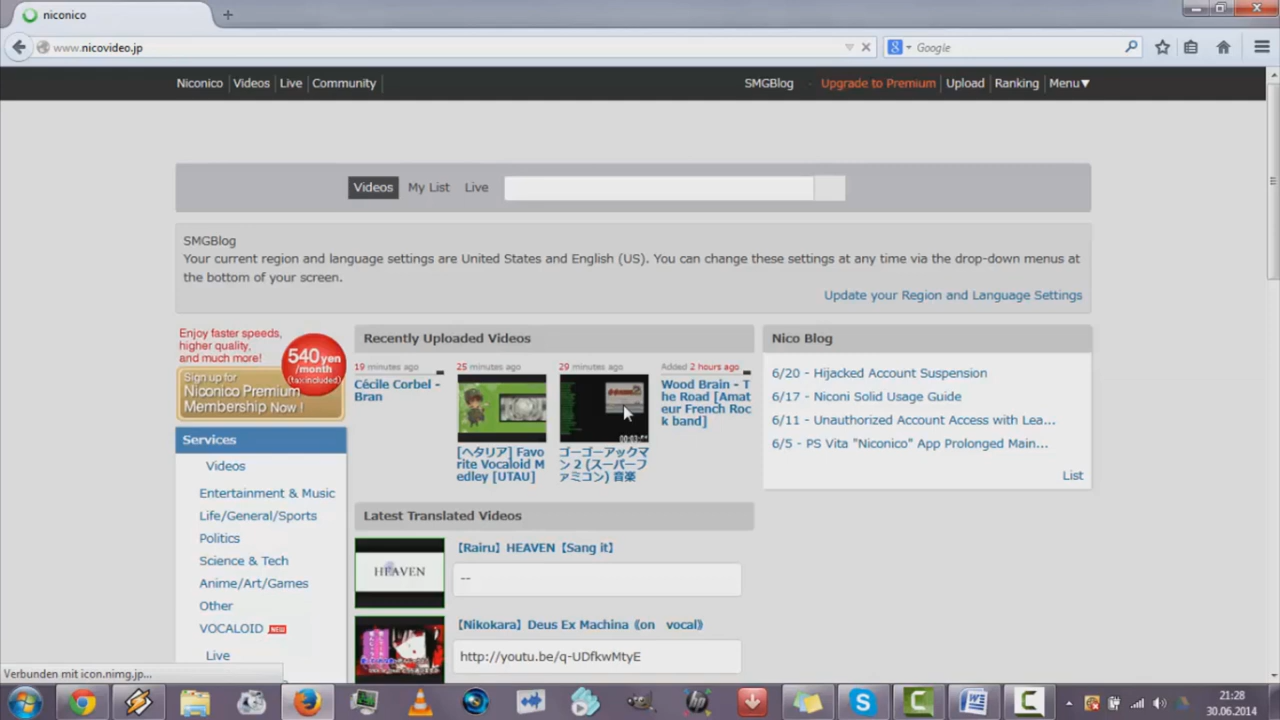 niconico
www.nicovideo.jp
Google
Niconico Videos Live Community
SMGBlog Upgrade to Premium Upload Ranking Menu▼
Videos My List Live
SMGBlog
Your current region and language settings are United States and English (US). You can change these settings at any time via the drop-down menus at
the bottom of your screen.
Update your Region and Language Settings
Enjoy faster speeds,
higher quality,
and much more!
540yen
/month
(tax included)
Sign up for
Niconico Premium
Membership Now !
Services
Videos
Entertainment & Music
Life/General/Sports
Politics
Science & Tech
Anime/Art/Games
Other
VOCALOID NEW
Live
Recently Uploaded Videos
19 minutes ago
Cécile Corbel -
Bran
25 minutes ago
[ヘタリア] Favo
rite Vocaloid M
edley [UTAU]
29 minutes ago
00:03:??
ゴーゴーアックマ
ン 2 (スーパーフ
ァミコン) 音楽
Added 2 hours ago
Wood Brain - T
he Road [Amat
eur French Roc
k band]
Nico Blog
6/20 - Hijacked Account Suspension
6/17 - Niconi Solid Usage Guide
6/11 - Unauthorized Account Access with Lea...
6/5 - PS Vita "Niconico" App Prolonged Main...
List
Latest Translated Videos
HEAVEN
【Rairu】HEAVEN【Sang it】
--
【Nikokara】Deus Ex Machina《on vocal》
http://youtu.be/q-UDfkwMtyE
Verbunden mit icon.nimg.jp...
21:28
30.06.2014